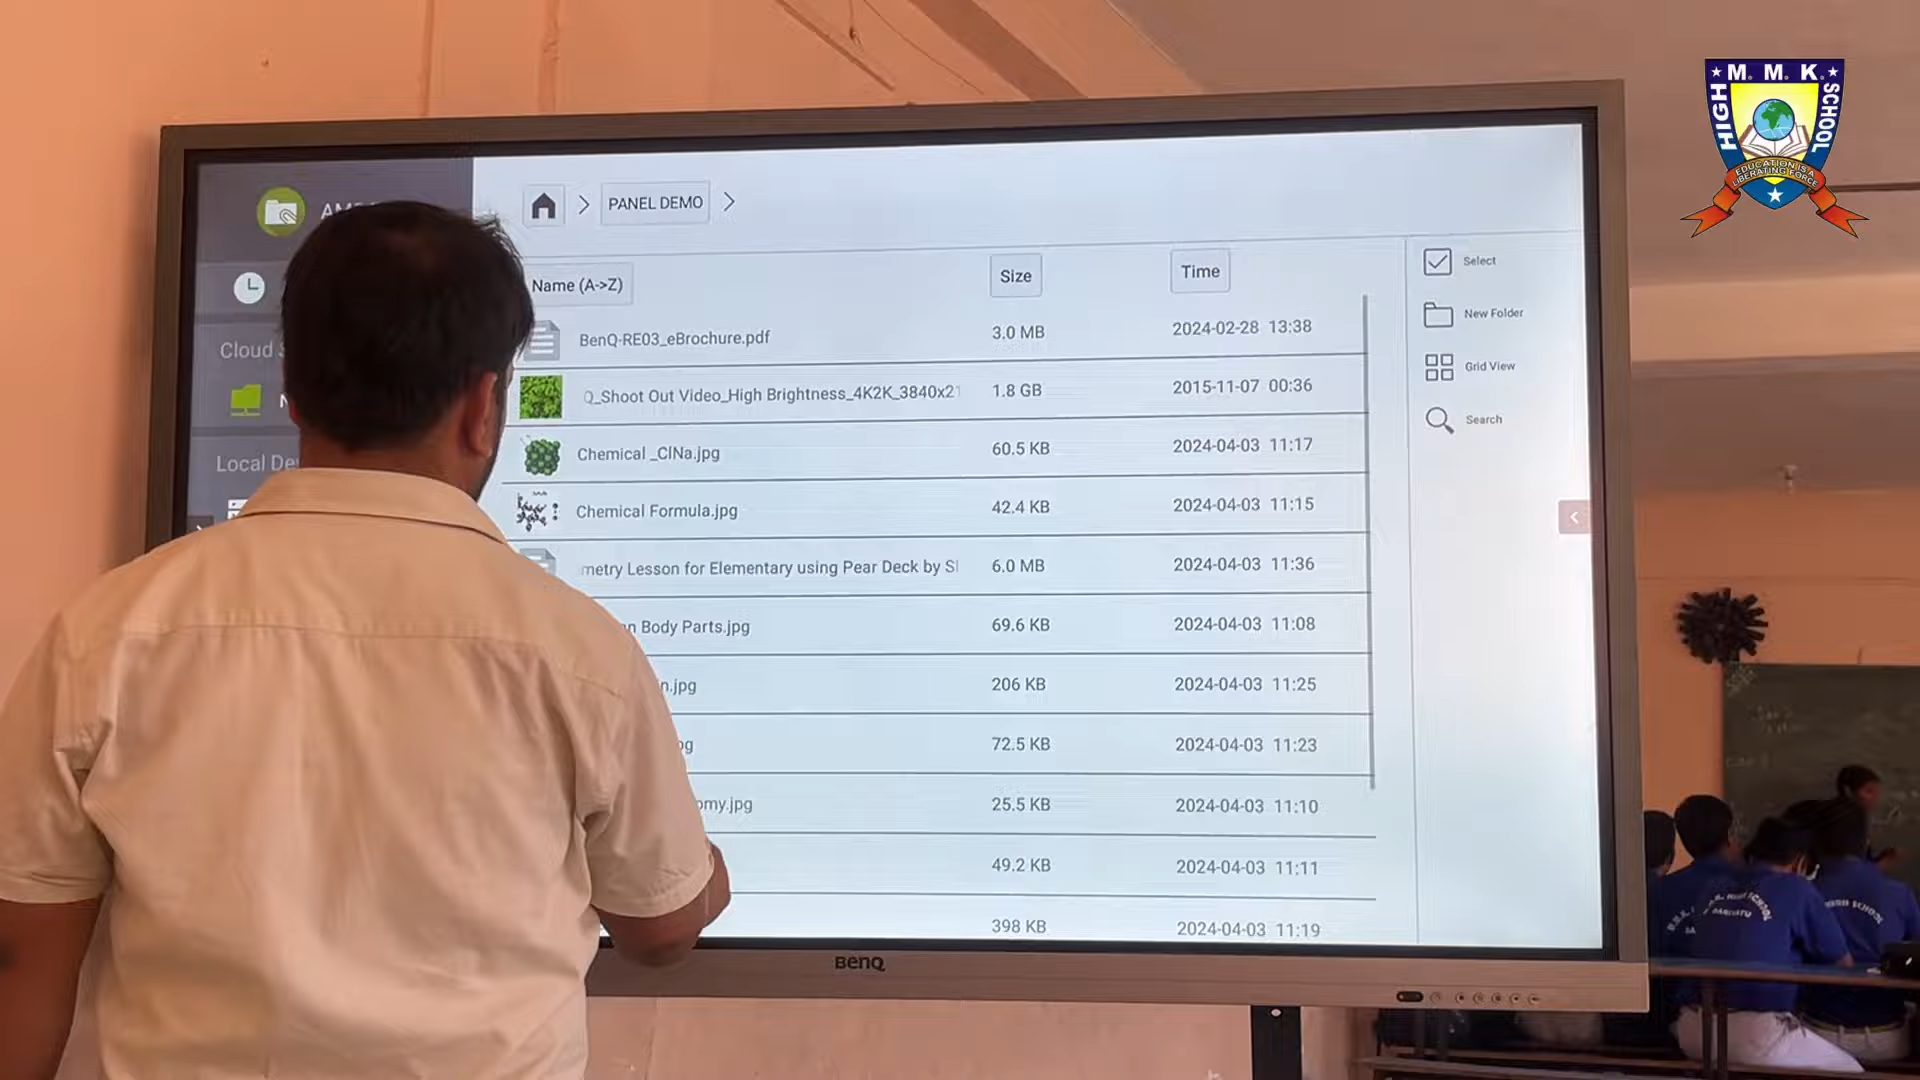 M. M. K.
HIGH SCHOOL
EDUCATION IS A
LIBERATING FORCE
PANEL DEMO
Name (A->Z) Size Time
BenQ-RE03_eBrochure.pdf 3.0 MB 2024-02-28 13:38
Q_Shoot Out Video_High Brightness_4K2K_3840x21 1.8 GB 2015-11-07 00:36
Chemical _ClNa.jpg 60.5 KB 2024-04-03 11:17
Chemical Formula.jpg 42.4 KB 2024-04-03 11:15
metry Lesson for Elementary using Pear Deck by Sl 6.0 MB 2024-04-03 11:36
n Body Parts.jpg 69.6 KB 2024-04-03 11:08
n.jpg 206 KB 2024-04-03 11:25
72.5 KB 2024-04-03 11:23
omy.jpg 25.5 KB 2024-04-03 11:10
49.2 KB 2024-04-03 11:11
398 KB 2024-04-03 11:19
Select
New Folder
Grid View
Search
Cloud
Local De
BenQ
SCHOOL
SCHOOL